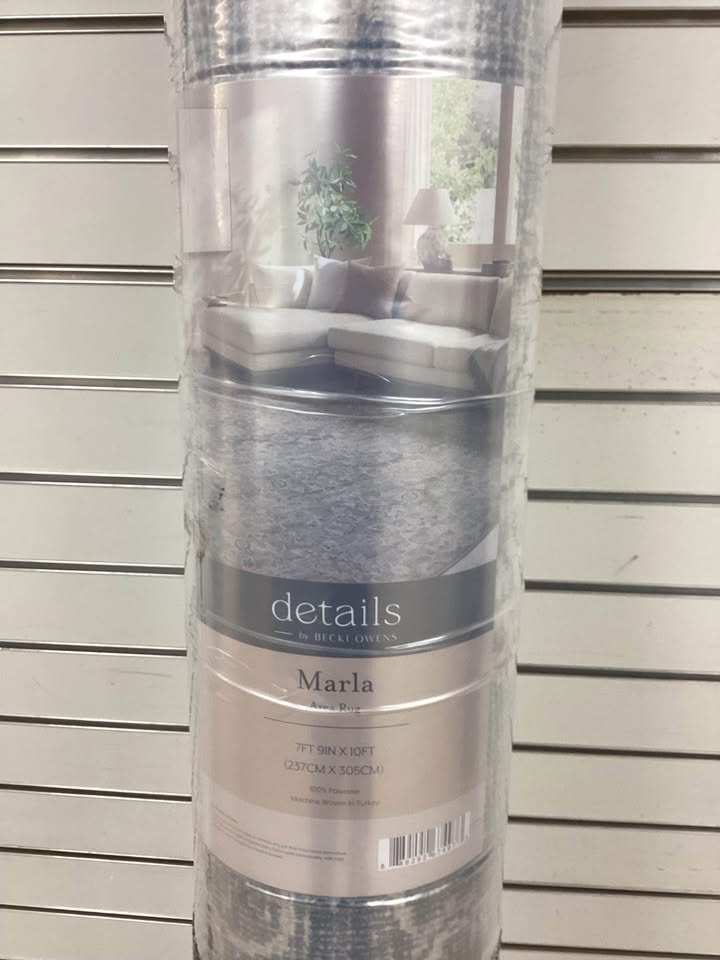 details
by BECKI OWENS
Marla
Area Rug
7FT 9IN X 10FT
(237CM X 305CM)
100% Polyester
Machine Woven in Turkey